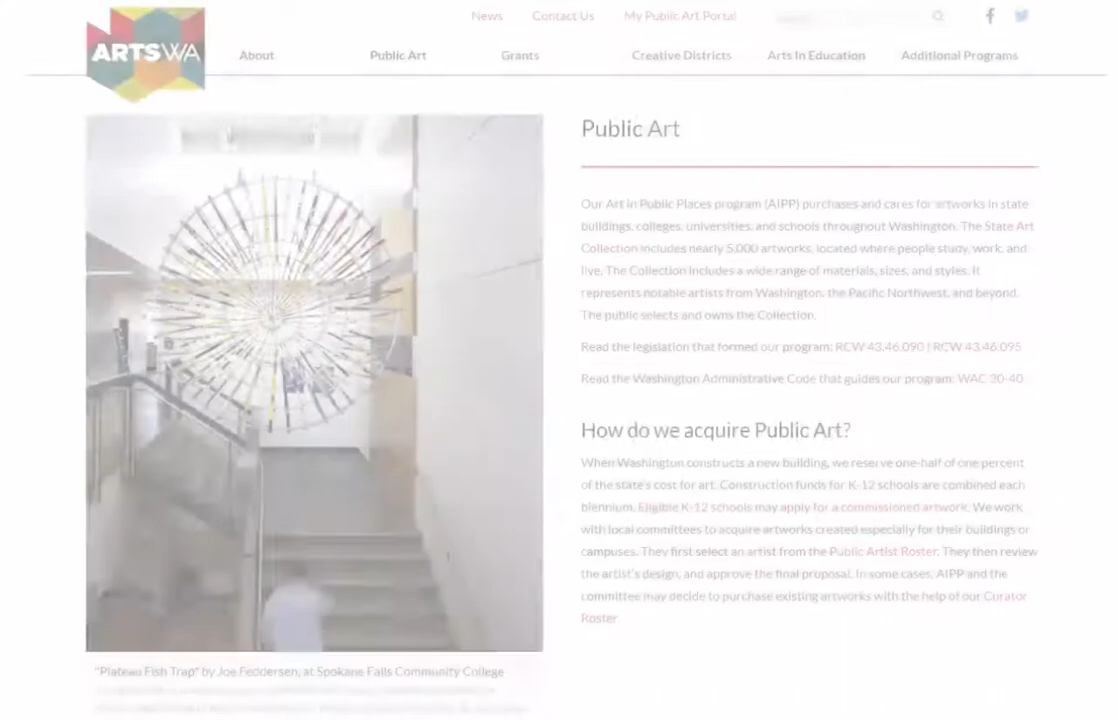 News Contact Us My Public Art Portal
ARTSWA
About Public Art Grants Creative Districts Arts In Education Additional Programs
Public Art
Our Art in Public Places program (AIPP) purchases and cares for artworks in state
buildings, colleges, universities, and schools throughout Washington. The State Art
Collection includes nearly 5,000 artworks, located where people study, work, and
live. The Collection includes a wide range of materials, sizes, and styles. It
represents notable artists from Washington, the Pacific Northwest, and beyond.
The public selects and owns the Collection.
Read the legislation that formed our program: RCW 43.46.090 | RCW 43.46.095
Read the Washington Administrative Code that guides our program: WAC 30-40
How do we acquire Public Art?
When Washington constructs a new building, we reserve one-half of one percent
of the state's cost for art. Construction funds for K-12 schools are combined each
biennium. Eligible K-12 schools may apply for a commissioned artwork. We work
with local committees to acquire artworks created especially for their buildings or
campuses. They first select an artist from the Public Artist Roster. They then review
the artist's design, and approve the final proposal. In some cases, AIPP and the
committee may decide to purchase existing artworks with the help of our Curator
Roster
"Plateau Fish Trap" by Joe Feddersen, at Spokane Falls Community College